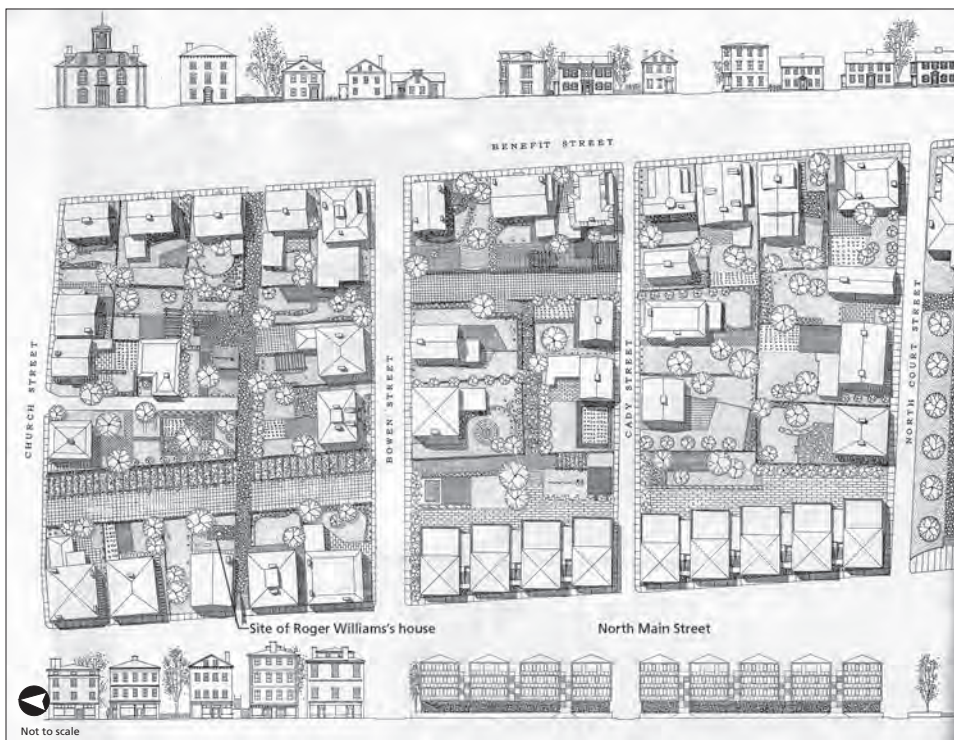 BENEFIT STREET
CHURCH STREET
BOWEN STREET
CADY STREET
NORTH COURT STREET
Site of Roger Williams's house
North Main Street
Not to scale